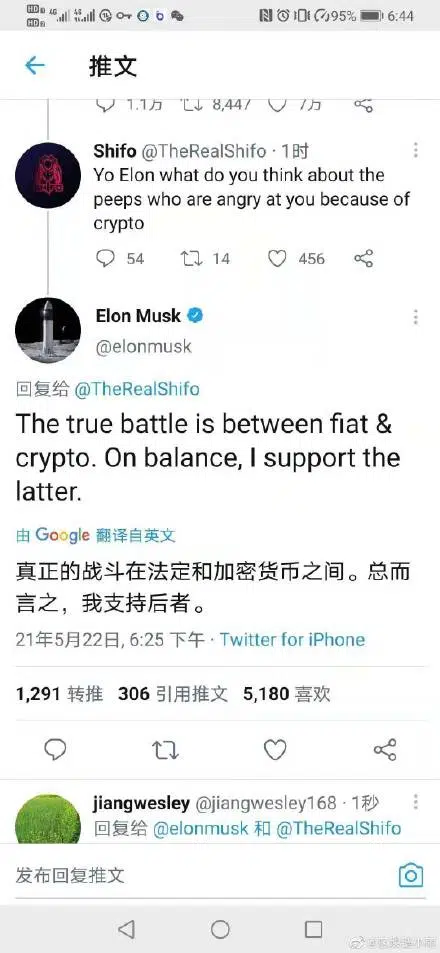 HD 4G 4G 95% 6:44
HD
推文
1.1万 8,447 7万
Shifo @TheRealShifo · 1时
Yo Elon what do you think about the
peeps who are angry at you because of
crypto
54 14 456
Elon Musk
@elonmusk
回复给 @TheRealShifo
The true battle is between fiat &
crypto. On balance, I support the
latter.
由 Google 翻译自英文
真正的战斗在法定和加密货币之间。总而
言之，我支持后者。
21年5月22日, 6:25 下午 · Twitter for iPhone
1,291 转推 306 引用推文 5,180 喜欢
jiangwesley @jiangwesley168 · 1秒
回复给 @elonmusk 和 @TheRealShifo
发布回复推文